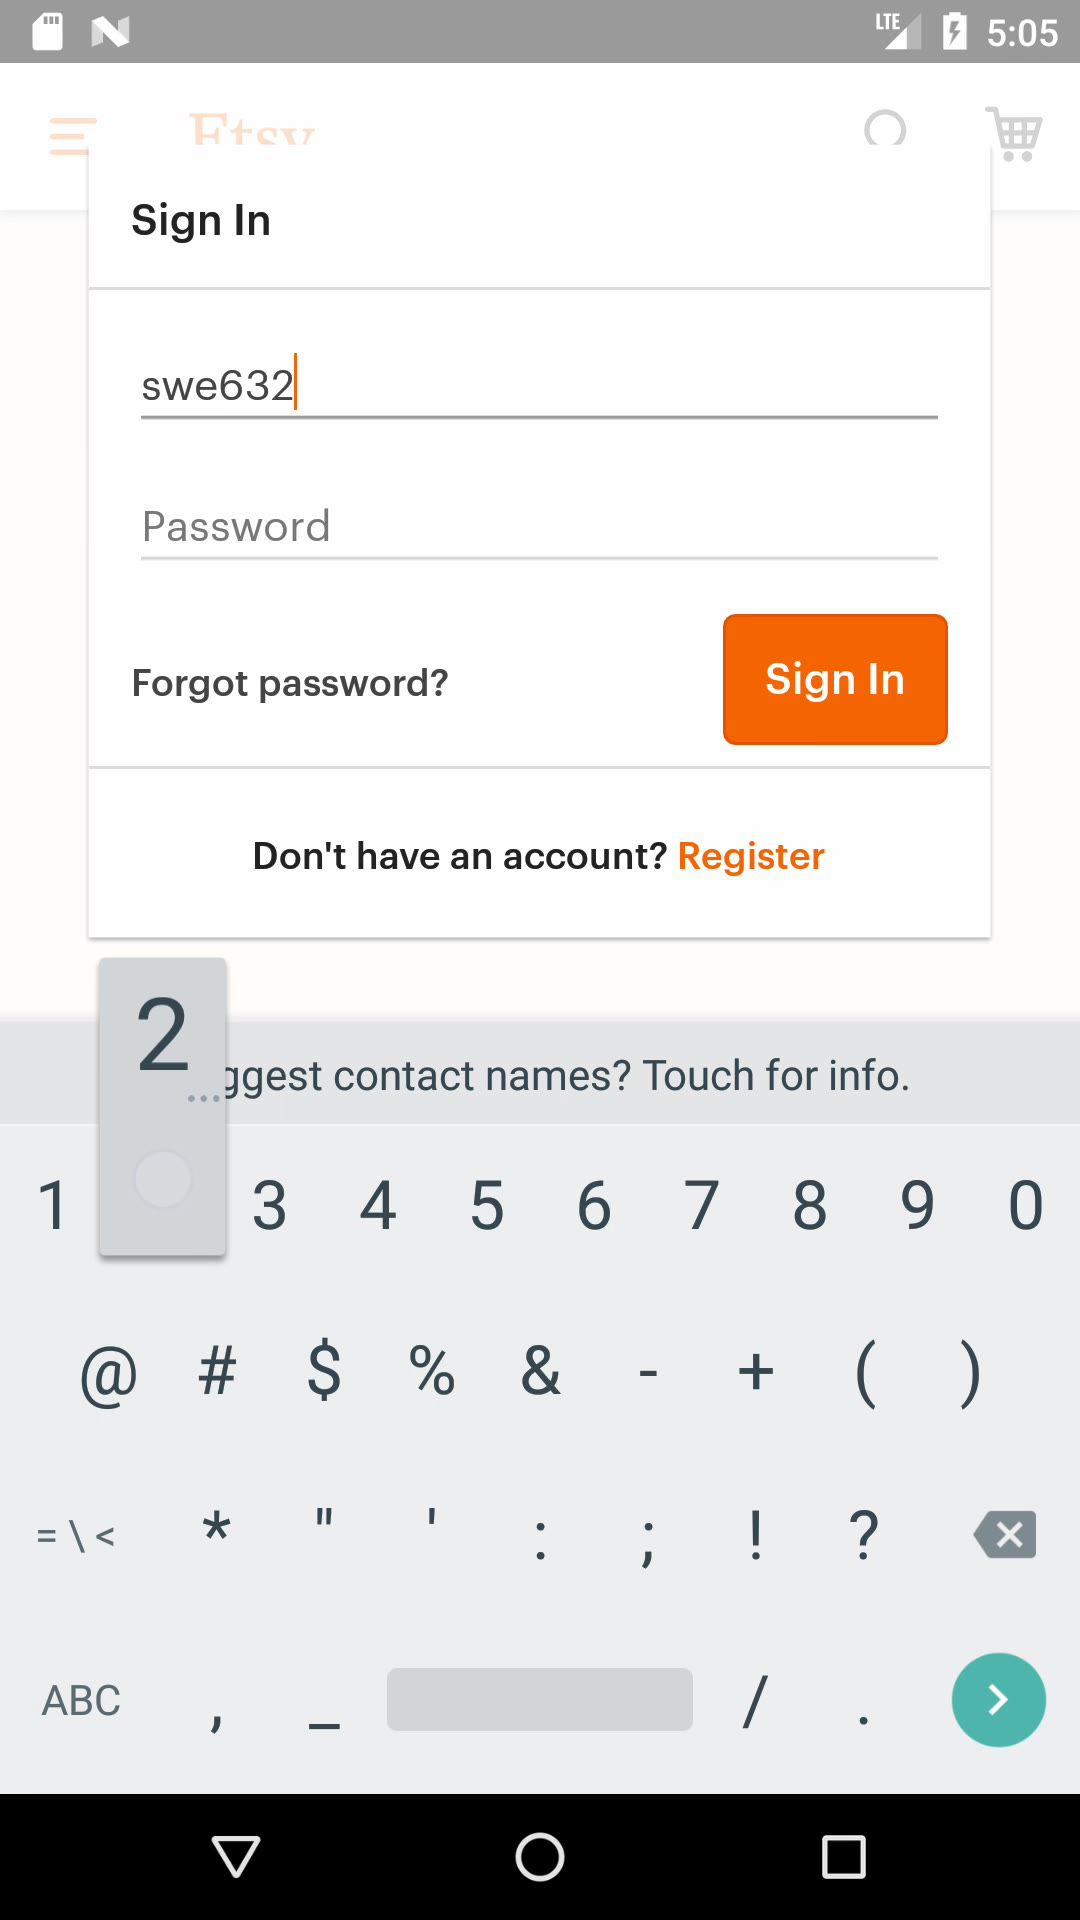 LTE 5:05
Etsy
Sign In
swe632
Password
Forgot password?
Sign In
Don't have an account? Register
2
...ggest contact names? Touch for info.
1 3 4 5 6 7 8 9 0
@ # $ % & - + ( )
= \ < * " ' : ; ! ?
ABC , _ / .